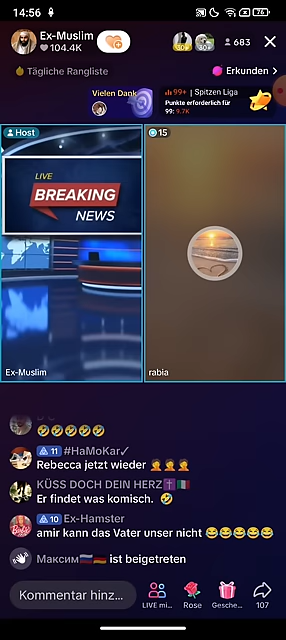 14:56
76
Ex-Muslim
104.4K
30+
683
Tägliche Rangliste
Erkunden >
Vielen Dank
99+ | Spitzen Liga
Punkte erforderlich für
99: 9.7K
Host
15
LIVE
BREAKING
NEWS
Ex-Muslim
rabia
🤣🤣🤣🤣🤣
11 #HaMoKar✓
Rebecca jetzt wieder 🤦🤦🤦
KÜSS DOCH DEIN HERZ✝️🇮🇹
Er findet was komisch. 🤣
10 Ex-Hamster
amir kann das Vater unser nicht 😂😂😂😂😂
Максим🇷🇺🇩🇪 ist beigetreten
Kommentar hinz...
LIVE mi...
Rose
Gesche...
107